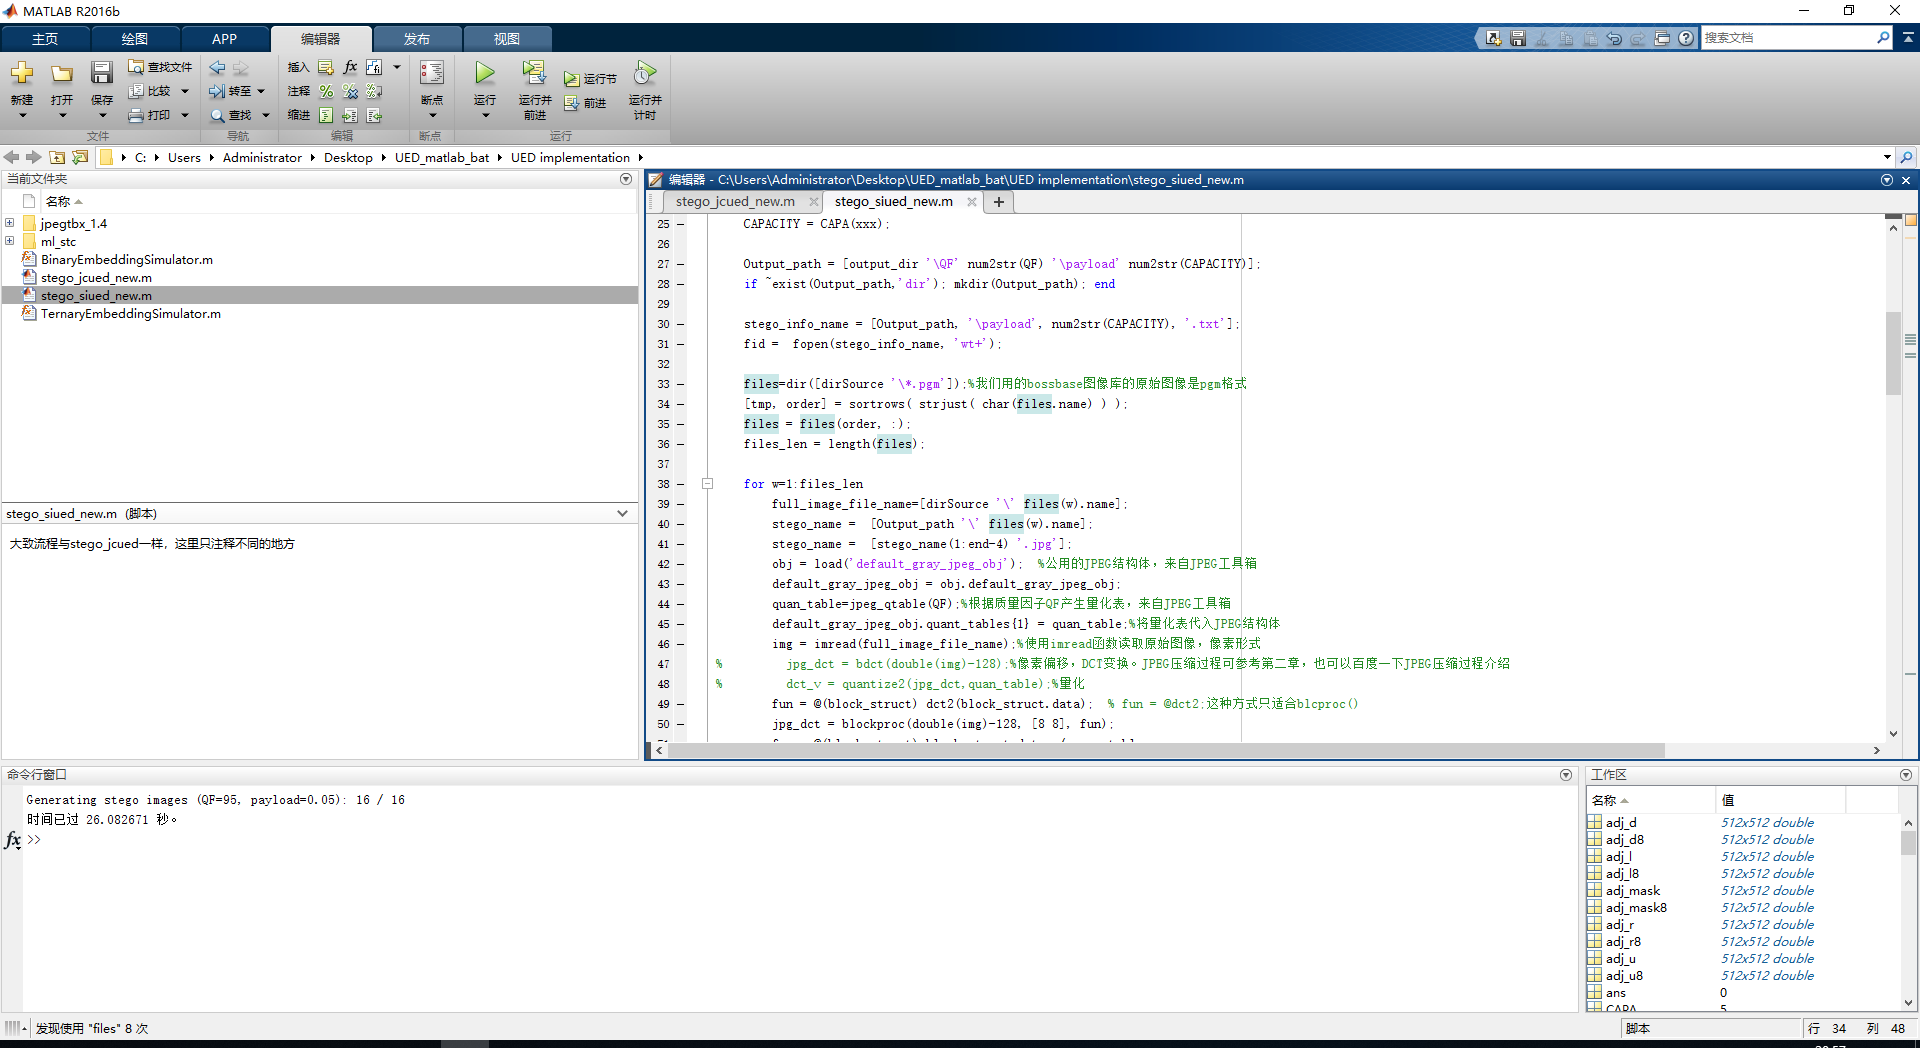 MATLAB R2016b
主页 绘图 APP 编辑器 发布 视图
搜索文档
新建 打开 保存 查找文件 比较 打印
转至 查找
插入 注释 缩进
断点 运行 运行并前进 运行节 前进 运行并计时
文件 导航 编辑 断点 运行
C: Users Administrator Desktop UED_matlab_bat UED implementation
当前文件夹
名称
jpegtbx_1.4
ml_stc
BinaryEmbeddingSimulator.m
stego_jcued_new.m
stego_siued_new.m
TernaryEmbeddingSimulator.m
stego_siued_new.m (脚本)
大致流程与stego_jcued一样，这里只注释不同的地方
编辑器 - C:\Users\Administrator\Desktop\UED_matlab_bat\UED implementation\stego_siued_new.m
stego_jcued_new.m stego_siued_new.m
25 CAPACITY = CAPA(xxx);
26
27 Output_path = [output_dir '\QF' num2str(QF) '\payload' num2str(CAPACITY)];
28 if ~exist(Output_path,'dir'); mkdir(Output_path); end
29
30 stego_info_name = [Output_path, '\payload', num2str(CAPACITY), '.txt'];
31 fid = fopen(stego_info_name, 'wt+');
32
33 files=dir([dirSource '\*.pgm']);%我们用的bossbase图像库的原始图像是pgm格式
34 [tmp, order] = sortrows( strjust( char(files.name) ) );
35 files = files(order, :);
36 files_len = length(files);
37
38 for w=1:files_len
39 full_image_file_name=[dirSource '\' files(w).name];
40 stego_name = [Output_path '\' files(w).name];
41 stego_name = [stego_name(1:end-4) '.jpg'];
42 obj = load('default_gray_jpeg_obj'); %公用的JPEG结构体，来自JPEG工具箱
43 default_gray_jpeg_obj = obj.default_gray_jpeg_obj;
44 quan_table=jpeg_qtable(QF);%根据质量因子QF产生量化表，来自JPEG工具箱
45 default_gray_jpeg_obj.quant_tables{1} = quan_table;%将量化表代入JPEG结构体
46 img = imread(full_image_file_name);%使用imread函数读取原始图像，像素形式
47 % jpg_dct = bdct(double(img)-128);%像素偏移，DCT变换。JPEG压缩过程可参考第二章，也可以百度一下JPEG压缩过程介绍
48 % dct_v = quantize2(jpg_dct,quan_table);%量化
49 fun = @(block_struct) dct2(block_struct.data); % fun = @dct2;这种方式只适合blcproc()
50 jpg_dct = blockproc(double(img)-128, [8 8], fun);
命令行窗口
Generating stego images (QF=95, payload=0.05): 16 / 16
时间已过 26.082671 秒。
>>
工作区
名称 值
adj_d 512x512 double
adj_d8 512x512 double
adj_l 512x512 double
adj_l8 512x512 double
adj_mask 512x512 double
adj_mask8 512x512 double
adj_r 512x512 double
adj_r8 512x512 double
adj_u 512x512 double
adj_u8 512x512 double
ans 0
CAPA 5
发现使用 "files" 8 次
脚本
行 34 列 48